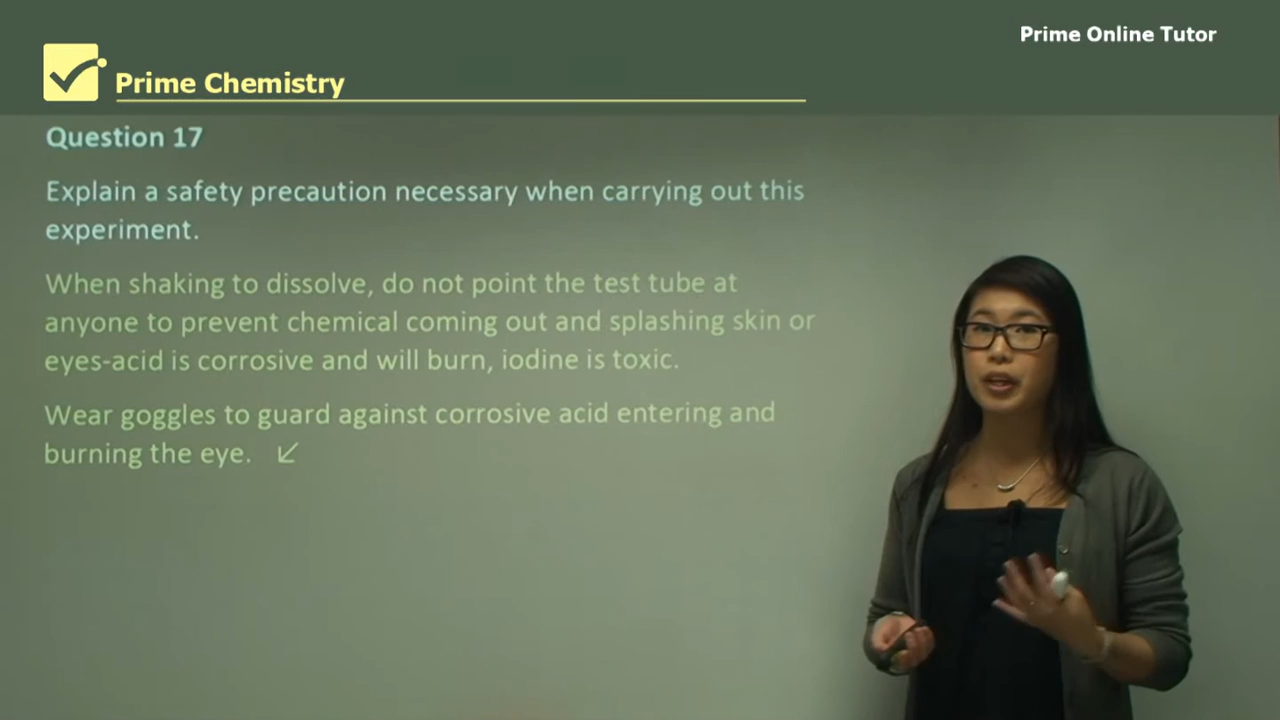 Prime Online Tutor
Prime Chemistry
Question 17
Explain a safety precaution necessary when carrying out this
experiment.
When shaking to dissolve, do not point the test tube at
anyone to prevent chemical coming out and splashing skin or
eyes-acid is corrosive and will burn, iodine is toxic.
Wear goggles to guard against corrosive acid entering and
burning the eye.